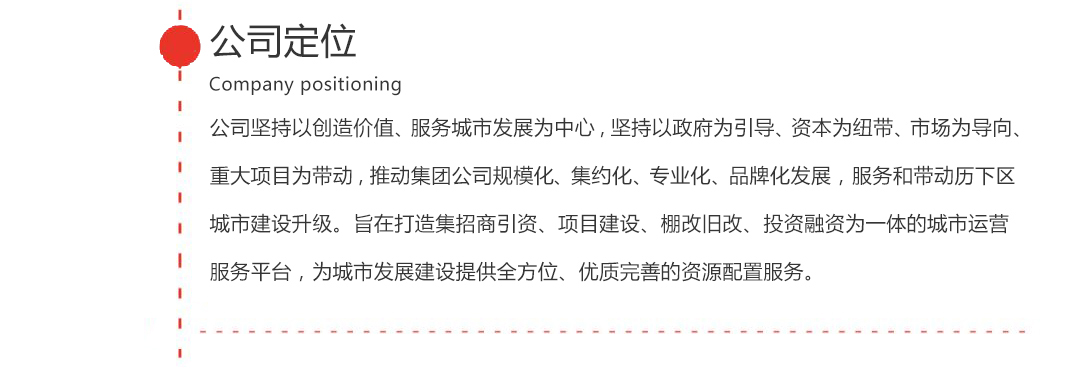 公司定位
Company positioning
公司坚持以创造价值、服务城市发展为中心，坚持以政府为引导、资本为纽带、市场为导向、
重大项目为带动，推动集团公司规模化、集约化、专业化、品牌化发展，服务和带动历下区
城市建设升级。旨在打造集招商引资、项目建设、棚改旧改、投资融资为一体的城市运营
服务平台，为城市发展建设提供全方位、优质完善的资源配置服务。